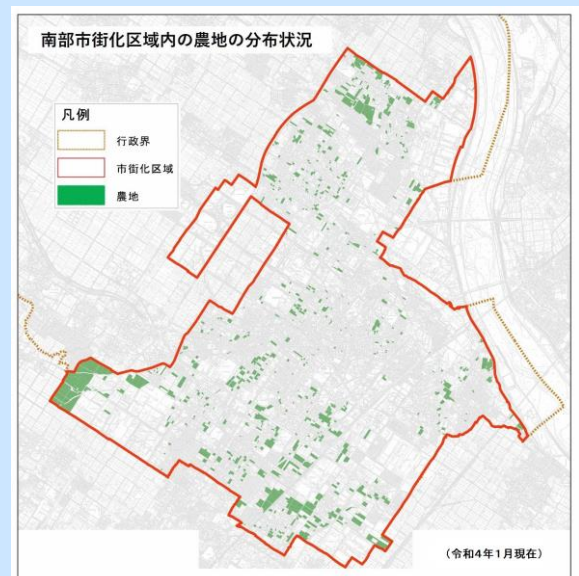 南部市街化区域内の農地の分布状況
凡例
行政界
市街化区域
農地
(令和4年1月現在)